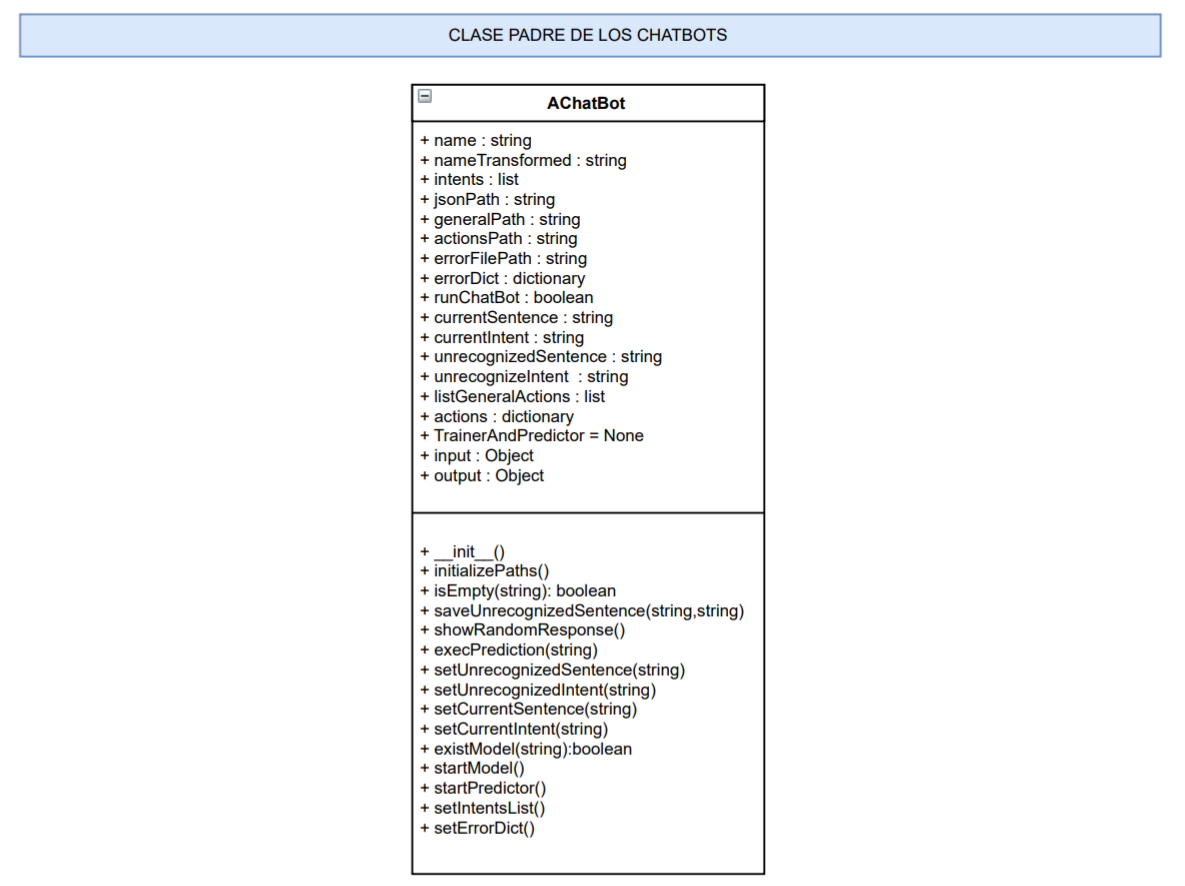 CLASE PADRE DE LOS CHATBOTS
AChatBot
+ name : string
+ nameTransformed : string
+ intents : list
+ jsonPath : string
+ generalPath : string
+ actionsPath : string
+ errorFilePath : string
+ errorDict : dictionary
+ runChatBot : boolean
+ currentSentence : string
+ currentIntent : string
+ unrecognizedSentence : string
+ unrecognizeIntent  : string
+ listGeneralActions : list
+ actions : dictionary
+ TrainerAndPredictor = None
+ input : Object
+ output : Object
+ __init__()
+ initializePaths()
+ isEmpty(string): boolean
+ saveUnrecognizedSentence(string,string)
+ showRandomResponse()
+ execPrediction(string)
+ setUnrecognizedSentence(string)
+ setUnrecognizedIntent(string)
+ setCurrentSentence(string)
+ setCurrentIntent(string)
+ existModel(string):boolean
+ startModel()
+ startPredictor()
+ setIntentsList()
+ setErrorDict()